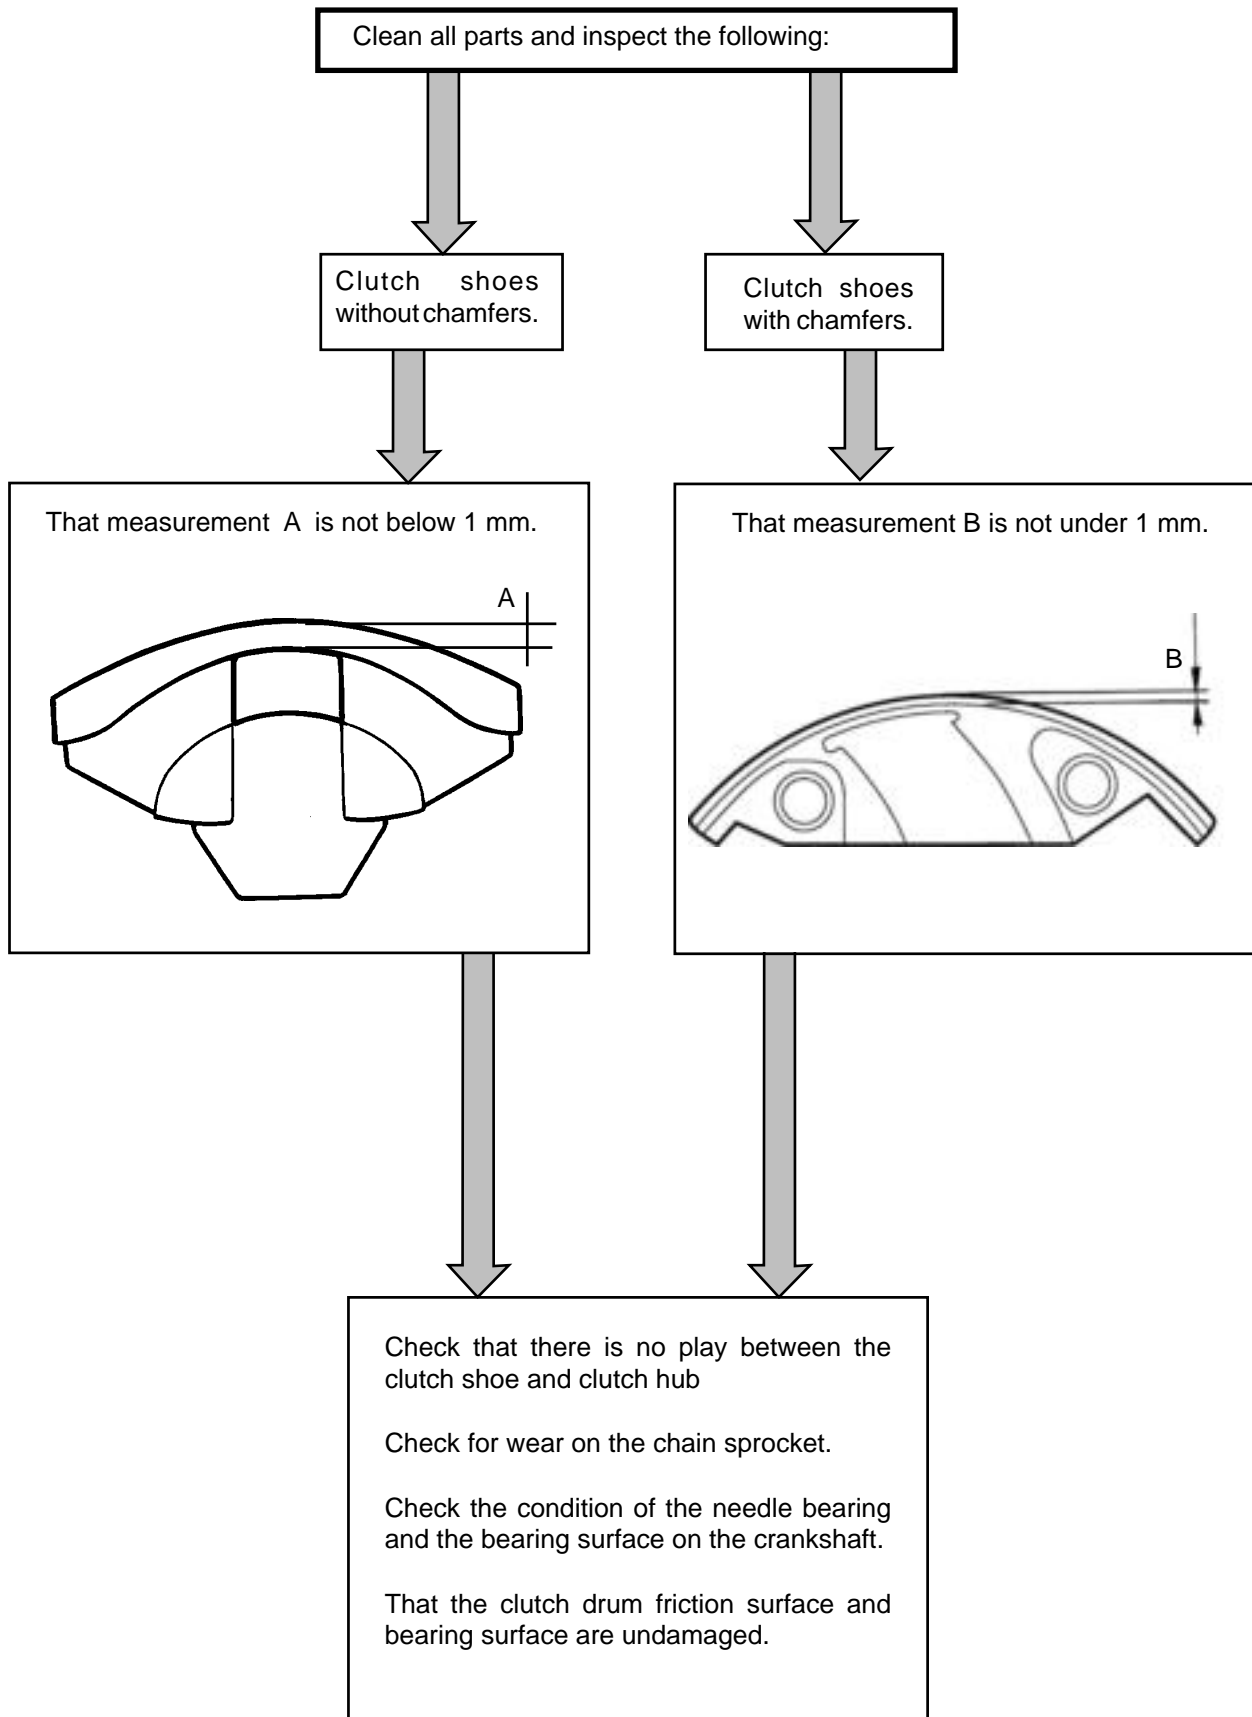 Clean all parts and inspect the following:
Clutch shoes
without chamfers.
Clutch shoes
with chamfers.
That measurement A is not below 1 mm.
A
That measurement B is not under 1 mm.
B
Check that there is no play between the
clutch shoe and clutch hub
Check for wear on the chain sprocket.
Check the condition of the needle bearing
and the bearing surface on the crankshaft.
That the clutch drum friction surface and
bearing surface are undamaged.